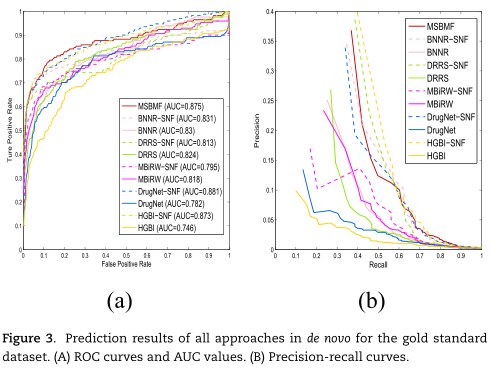 1
0.9
0.8
0.7
0.6
0.5
0.4
0.3
0.2
0.1
0
0 0.1 0.2 0.3 0.4 0.5 0.6 0.7 0.8 0.9 1
Ture Positive Rate
False Positive Rate
MSBMF (AUC=0.875)
BNNR-SNF (AUC=0.831)
BNNR (AUC=0.83)
DRRS-SNF (AUC=0.813)
DRRS (AUC=0.824)
MBiRW-SNF (AUC=0.795)
MBiRW (AUC=0.818)
DrugNet-SNF (AUC=0.881)
DrugNet (AUC=0.782)
HGBI-SNF (AUC=0.873)
HGBI (AUC=0.746)
(a)
0.4
0.35
0.3
0.25
0.2
0.15
0.1
0.05
0
0 0.1 0.2 0.3 0.4 0.5 0.6 0.7 0.8 0.9 1
Precision
Recall
MSBMF
BNNR-SNF
BNNR
DRRS-SNF
DRRS
MBiRW-SNF
MBiRW
DrugNet-SNF
DrugNet
HGBI-SNF
HGBI
(b)
Figure 3. Prediction results of all approaches in de novo for the gold standard
dataset. (A) ROC curves and AUC values. (B) Precision-recall curves.